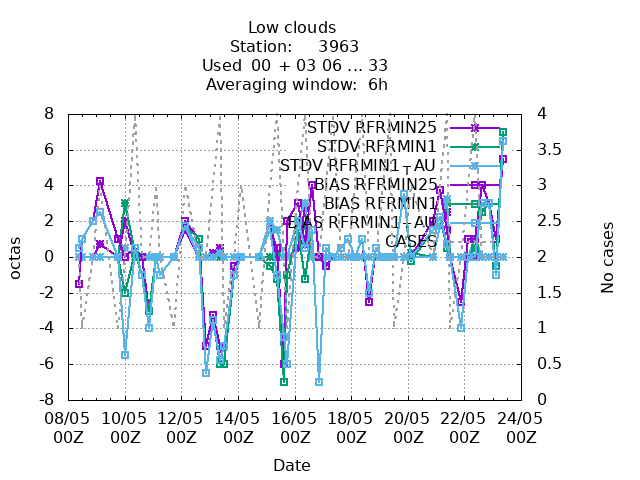 Low clouds
Station: 3963
Used 00 + 03 06 ... 33
Averaging window: 6h
8
6
4
2
0
-2
-4
-6
-8
octas
4
3.5
3
2.5
2
1.5
1
0.5
0
No cases
STDV RFRMIN25
STDV RFRMIN1
STDV RFRMIN1-AU
BIAS RFRMIN25
BIAS RFRMIN1
BIAS RFRMIN1-AU
CASES
08/05 10/05 12/05 14/05 16/05 18/05 20/05 22/05 24/05
00Z 00Z 00Z 00Z 00Z 00Z 00Z 00Z 00Z
Date